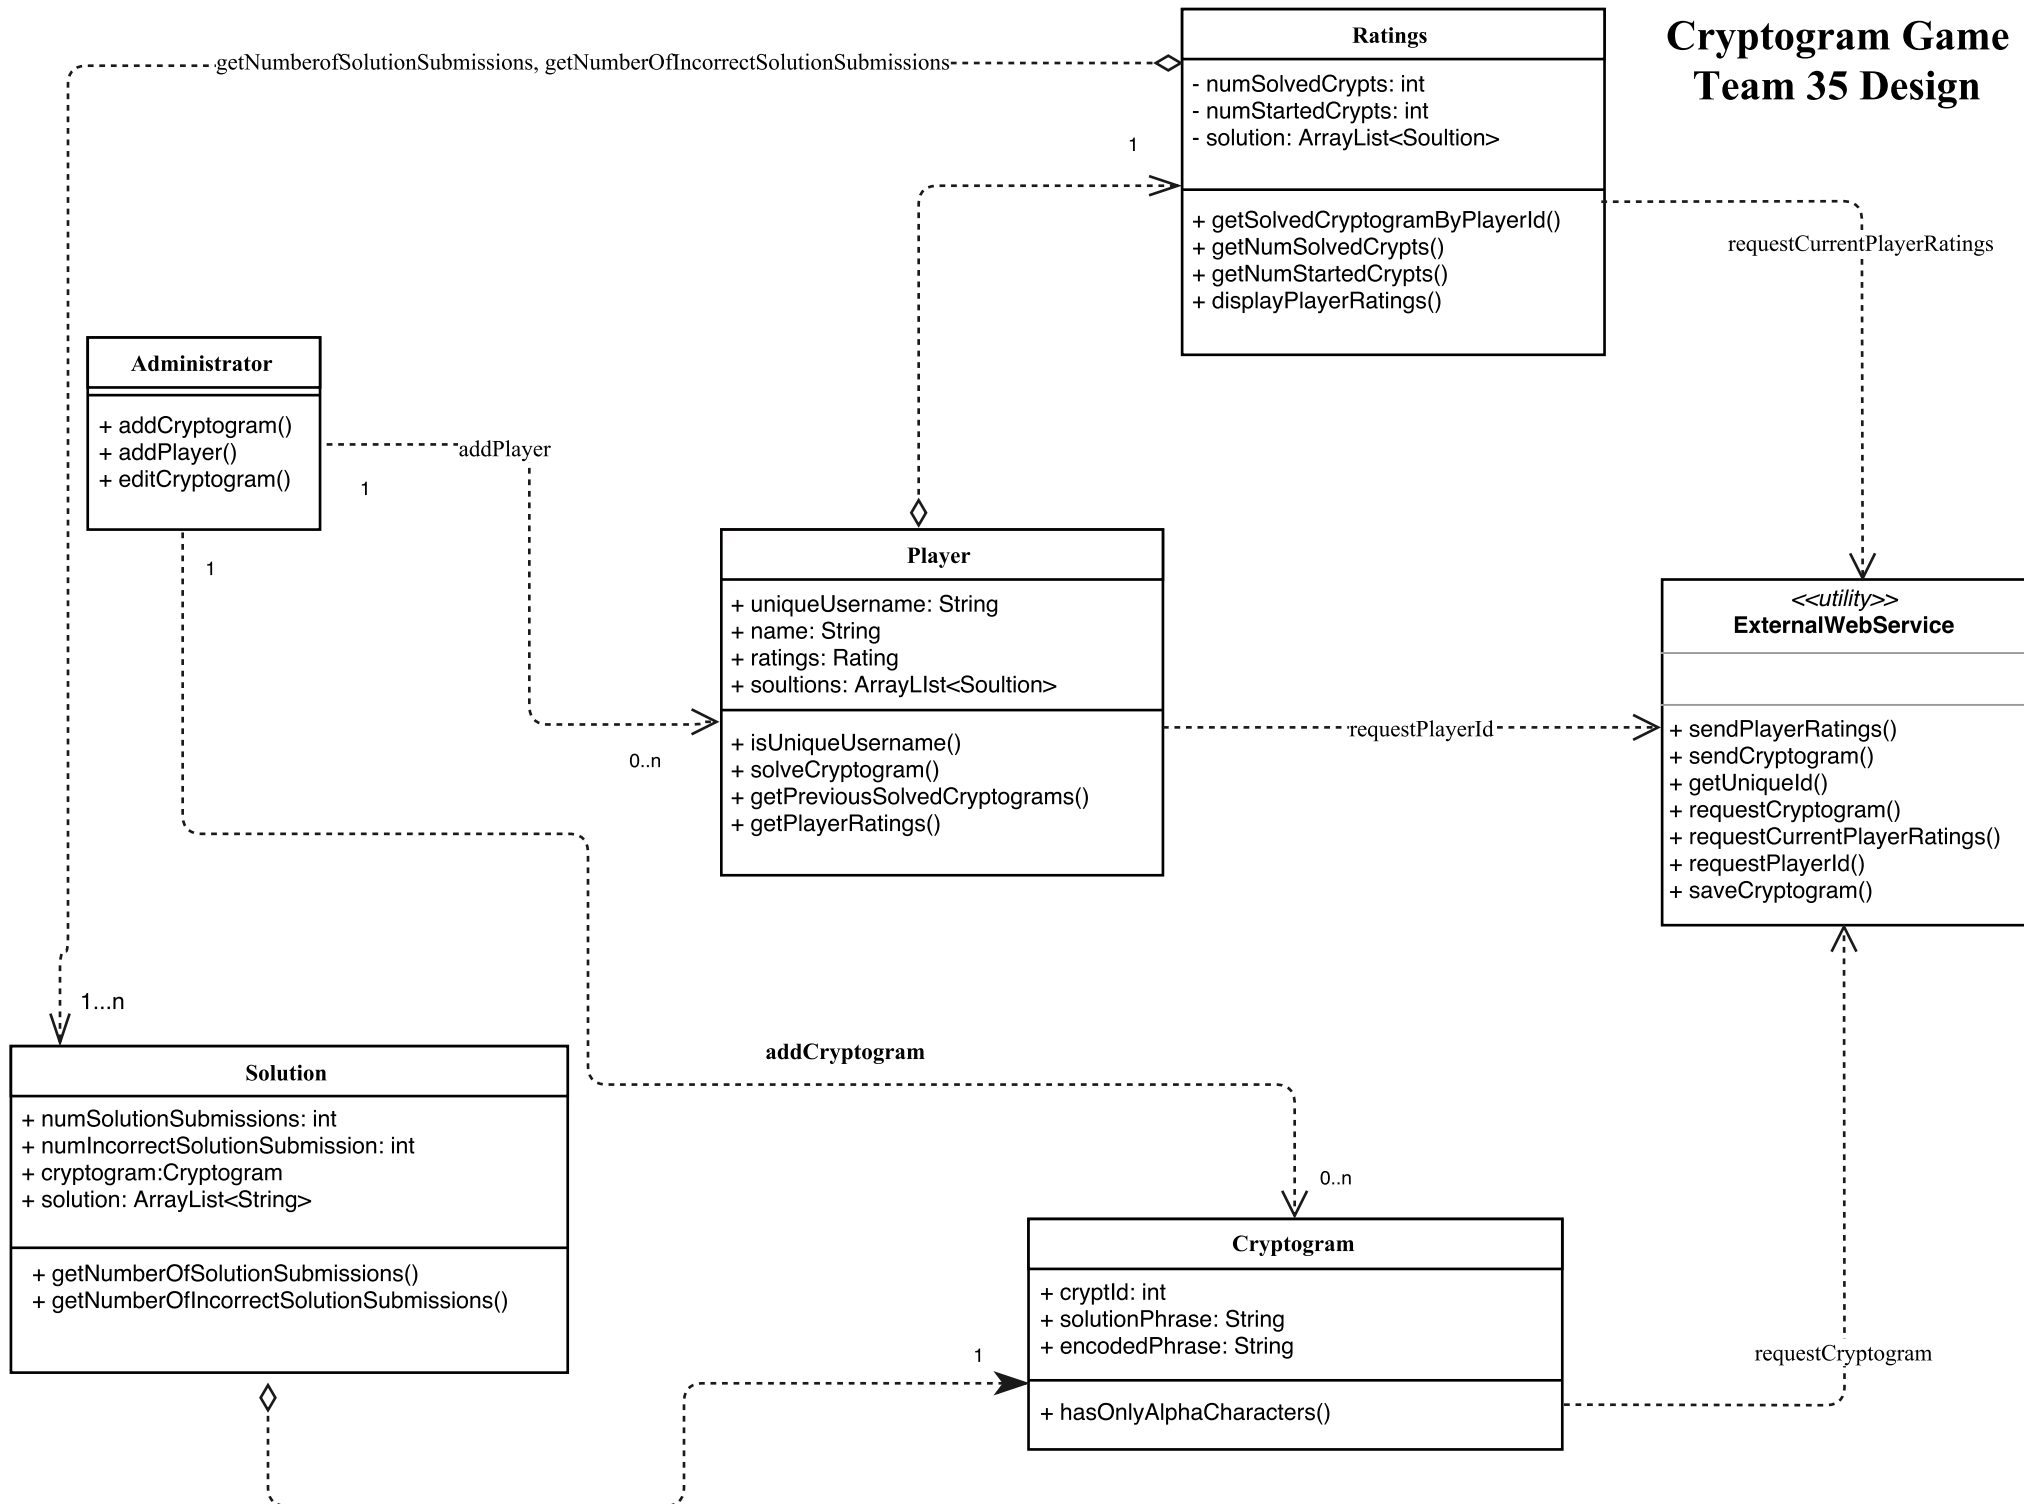 Cryptogram Game
Team 35 Design
getNumberofSolutionSubmissions, getNumberOfIncorrectSolutionSubmissions
Ratings
- numSolvedCrypts: int
- numStartedCrypts: int
- solution: ArrayList<Soultion>
+ getSolvedCryptogramByPlayerId()
+ getNumSolvedCrypts()
+ getNumStartedCrypts()
+ displayPlayerRatings()
1
requestCurrentPlayerRatings
Administrator
+ addCryptogram()
+ addPlayer()
+ editCryptogram()
addPlayer
1
1
Player
+ uniqueUsername: String
+ name: String
+ ratings: Rating
+ soultions: ArrayLIst<Soultion>
+ isUniqueUsername()
+ solveCryptogram()
+ getPreviousSolvedCryptograms()
+ getPlayerRatings()
0..n
requestPlayerId
<<utility>>
ExternalWebService
+ sendPlayerRatings()
+ sendCryptogram()
+ getUniqueId()
+ requestCryptogram()
+ requestCurrentPlayerRatings()
+ requestPlayerId()
+ saveCryptogram()
1...n
Solution
+ numSolutionSubmissions: int
+ numIncorrectSolutionSubmission: int
+ cryptogram:Cryptogram
+ solution: ArrayList<String>
+ getNumberOfSolutionSubmissions()
+ getNumberOfIncorrectSolutionSubmissions()
addCryptogram
0..n
Cryptogram
+ cryptId: int
+ solutionPhrase: String
+ encodedPhrase: String
+ hasOnlyAlphaCharacters()
1
requestCryptogram